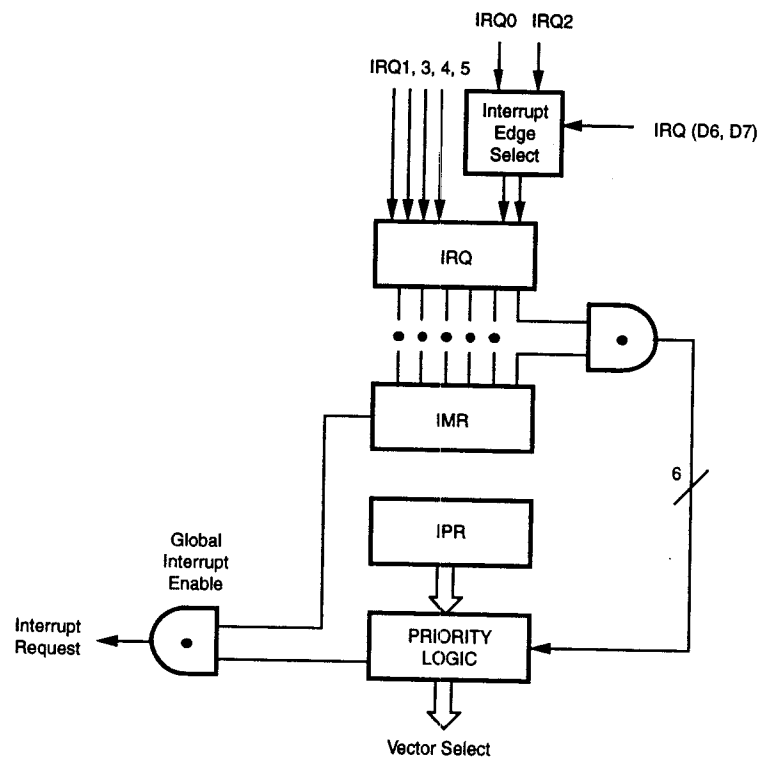 IRQ0 IRQ2
IRQ1, 3, 4, 5
Interrupt
Edge
Select
IRQ (D6, D7)
IRQ
IMR
6
IPR
Global
Interrupt
Enable
Interrupt
Request
PRIORITY
LOGIC
Vector Select